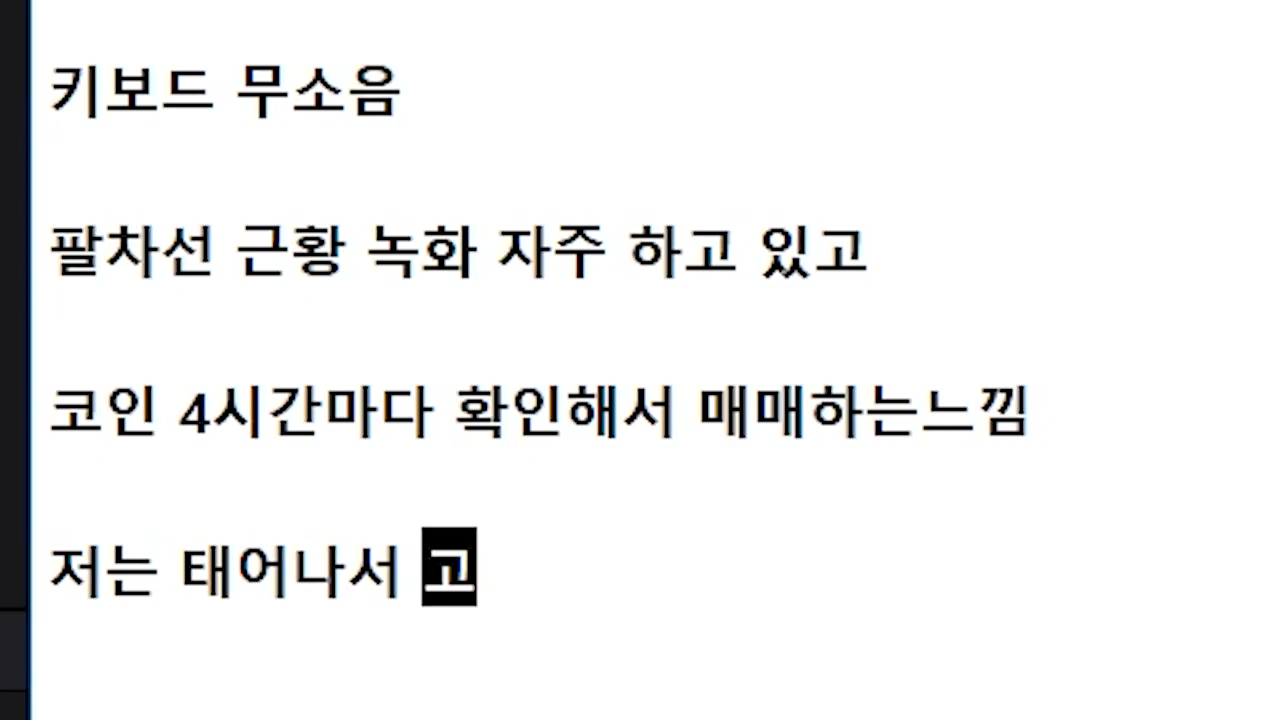 키보드 무소음
팔차선 근황 녹화 자주 하고 있고
코인 4시간마다 확인해서 매매하는느낌
저는 태어나서 고